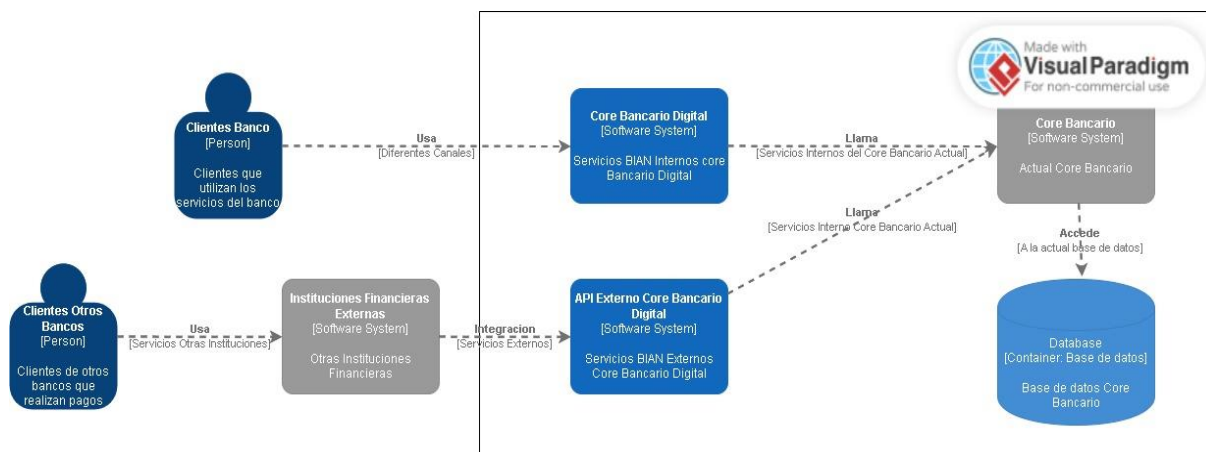 Made with
Visual Paradigm
For non-commercial use
Clientes Banco
[Person]
Clientes que
utilizan los
servicios del banco
Usa
[Diferentes Canales]
Core Bancario Digital
[Software System]
Servicios BIAN Internos core
Bancario Digital
Llama
[Servicios Internos del Core Bancario Actual]
Core Bancario
[Software System]
Actual Core Bancario
Llama
[Servicios Interno Core Bancario Actual]
Accede
[A la actual base de datos]
Clientes Otros
Bancos
[Person]
Clientes de otros
bancos que
realizan pagos
Usa
[Servicios Otras Instituciones]
Instituciones Financieras
Externas
[Software System]
Otras Instituciones
Financieras
Integracion
[Servicios Externos]
API Externo Core Bancario
Digital
[Software System]
Servicios BIAN Externos
Core Bancario Digital
Database
[Container: Base de datos]
Base de datos Core
Bancario